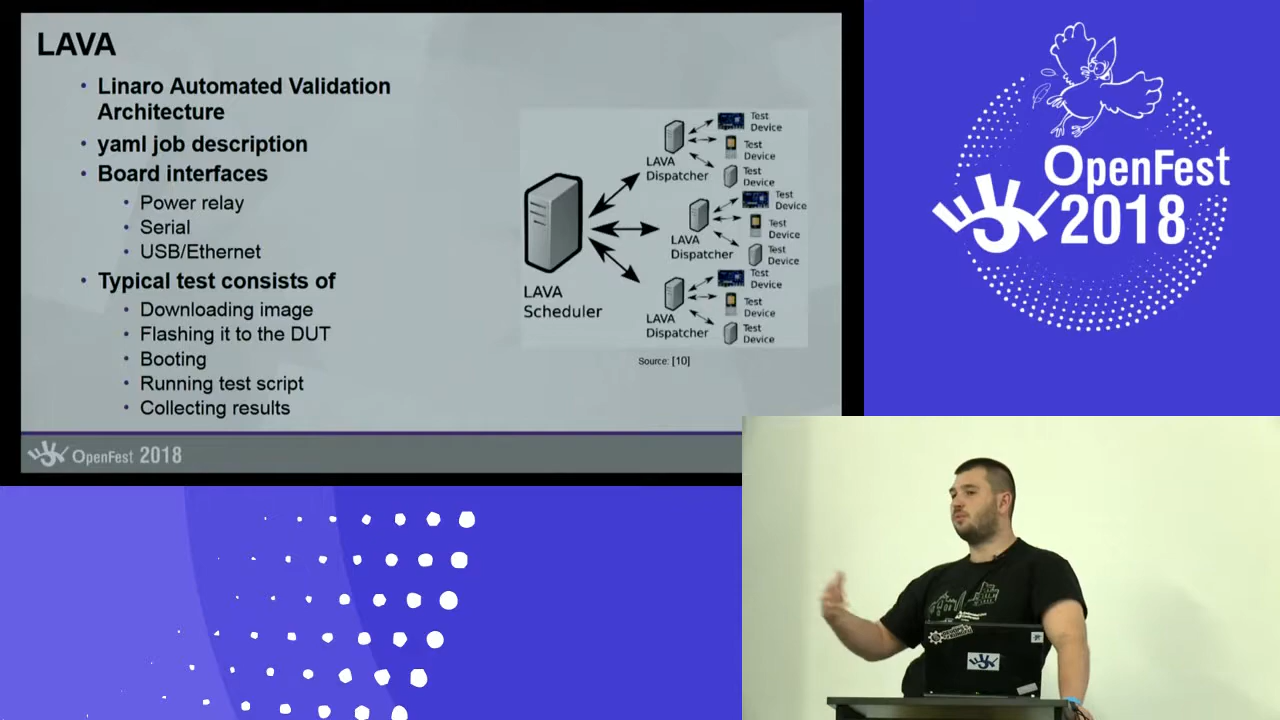 LAVA
Linaro Automated Validation
Architecture
yaml job description
Board interfaces
Power relay
Serial
USB/Ethernet
Typical test consists of
Downloading image
Flashing it to the DUT
Booting
Running test script
Collecting results
LAVA
Scheduler
LAVA
Dispatcher
Test
Device
Test
Device
Test
Device
LAVA
Dispatcher
Test
Device
Test
Device
Test
Device
LAVA
Dispatcher
Test
Device
Test
Device
Test
Device
Source: [10]
OpenFest 2018
OpenFest
2018